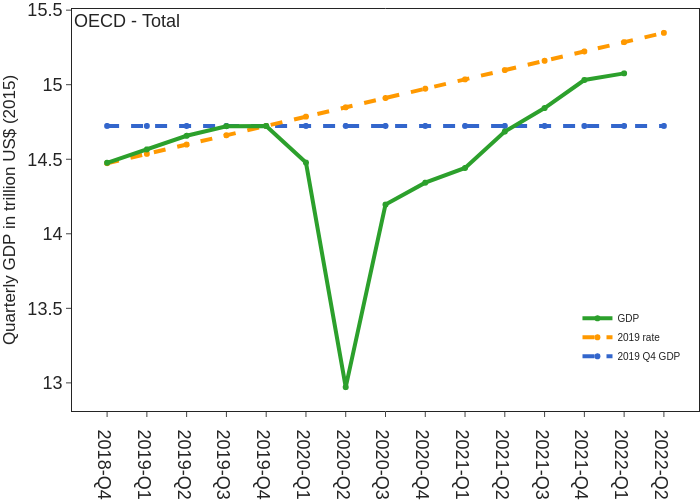 OECD - Total
Quarterly GDP in trillion US$ (2015)
15.5
15
14.5
14
13.5
13
GDP
2019 rate
2019 Q4 GDP
2018-Q4
2019-Q1
2019-Q2
2019-Q3
2019-Q4
2020-Q1
2020-Q2
2020-Q3
2020-Q4
2021-Q1
2021-Q2
2021-Q3
2021-Q4
2022-Q1
2022-Q2